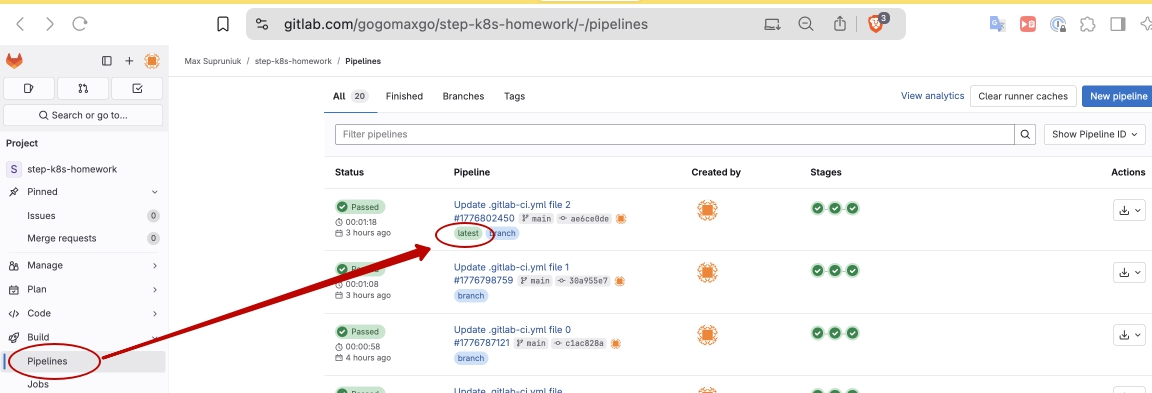 gitlab.com/gogomaxgo/step-k8s-homework/-/pipelines
3
Max Supruniuk / step-k8s-homework / Pipelines
Search or go to...
Project
S step-k8s-homework
Pinned
Issues 0
Merge requests 0
Manage
Plan
Code
Build
Pipelines
Jobs
All 20 Finished Branches Tags
View analytics Clear runner caches New pipeline
Filter pipelines
Show Pipeline ID
Status Pipeline Created by Stages Actions
Passed
00:01:18
3 hours ago
Update .gitlab-ci.yml file 2
#1776802450 main ae6ce0de
latest branch
00:01:08
3 hours ago
Update .gitlab-ci.yml file 1
#1776798759 main 30a955e7
branch
Passed
00:00:58
4 hours ago
Update .gitlab-ci.yml file 0
#1776787121 main c1ac828a
branch
Update .gitlab-ci.yml file